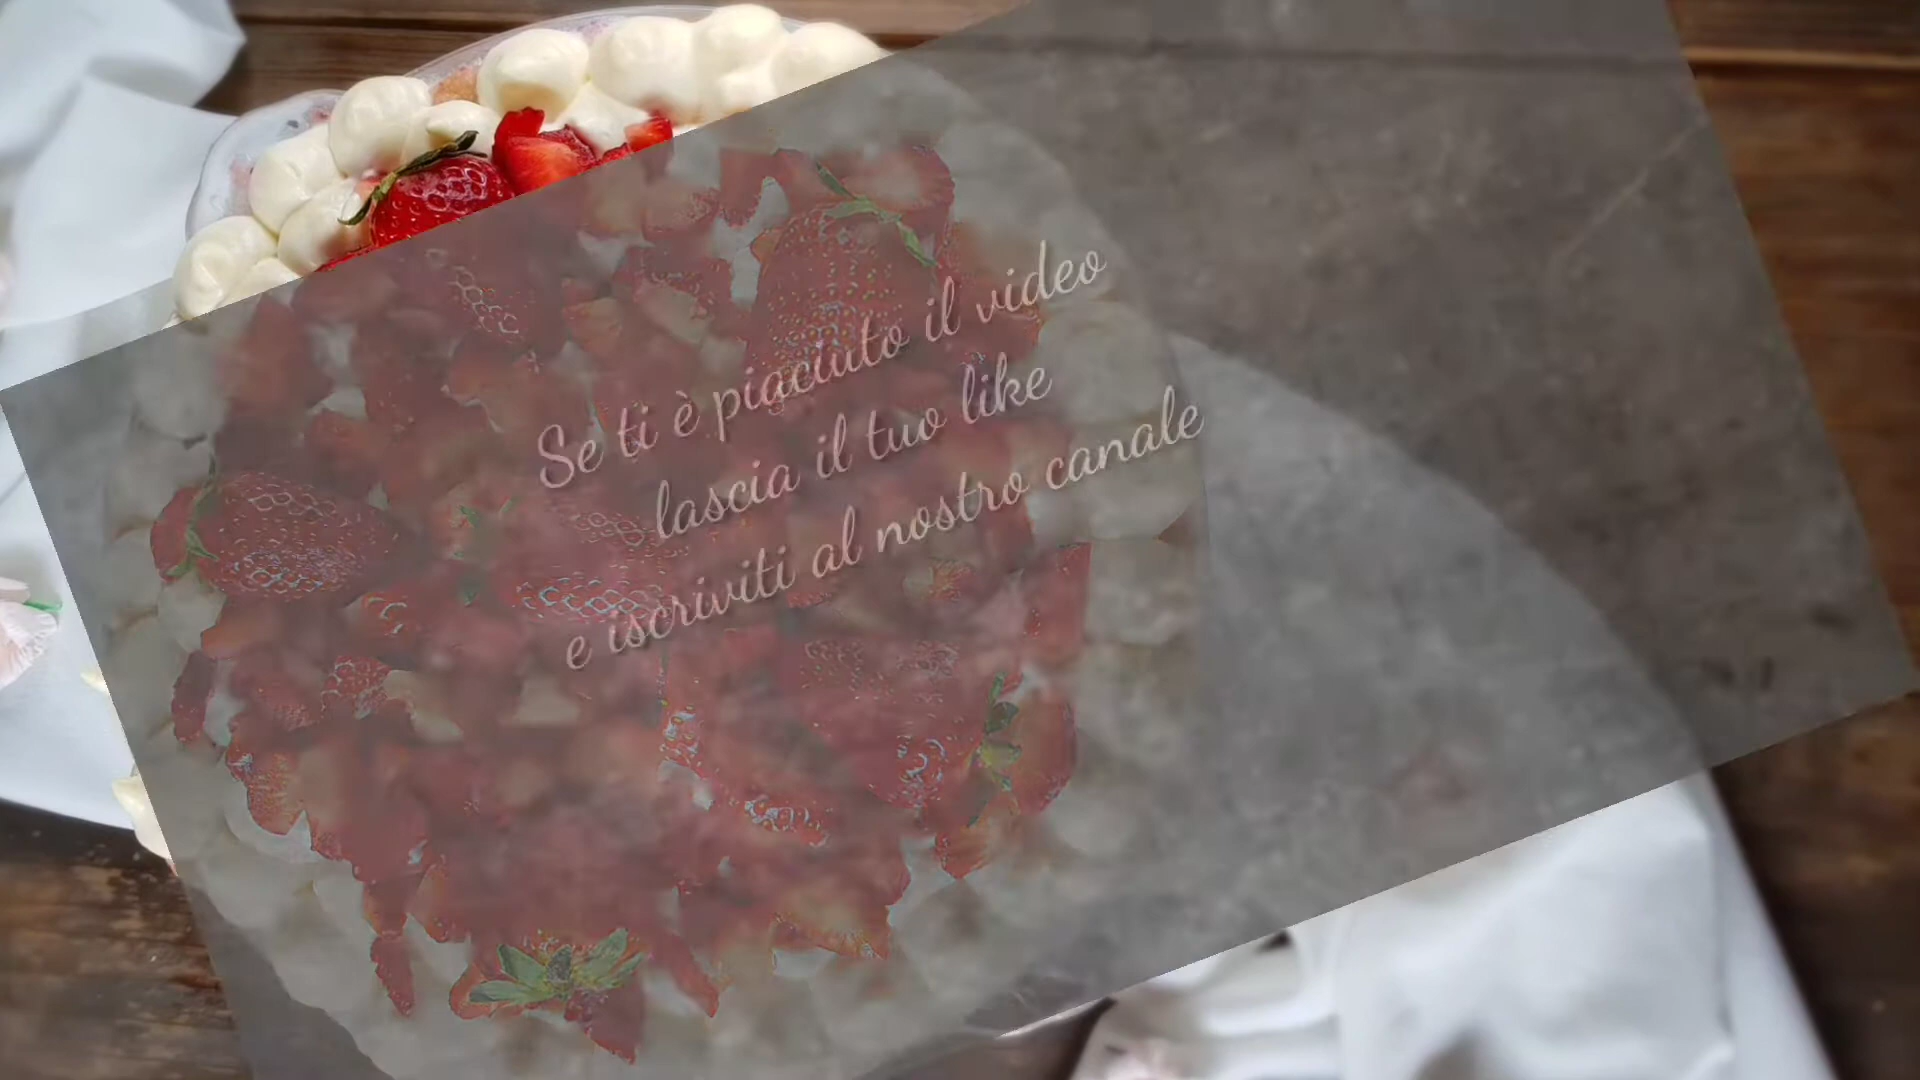 Se ti è piaciuto il video
lascia il tuo like
e iscriviti al nostro canale